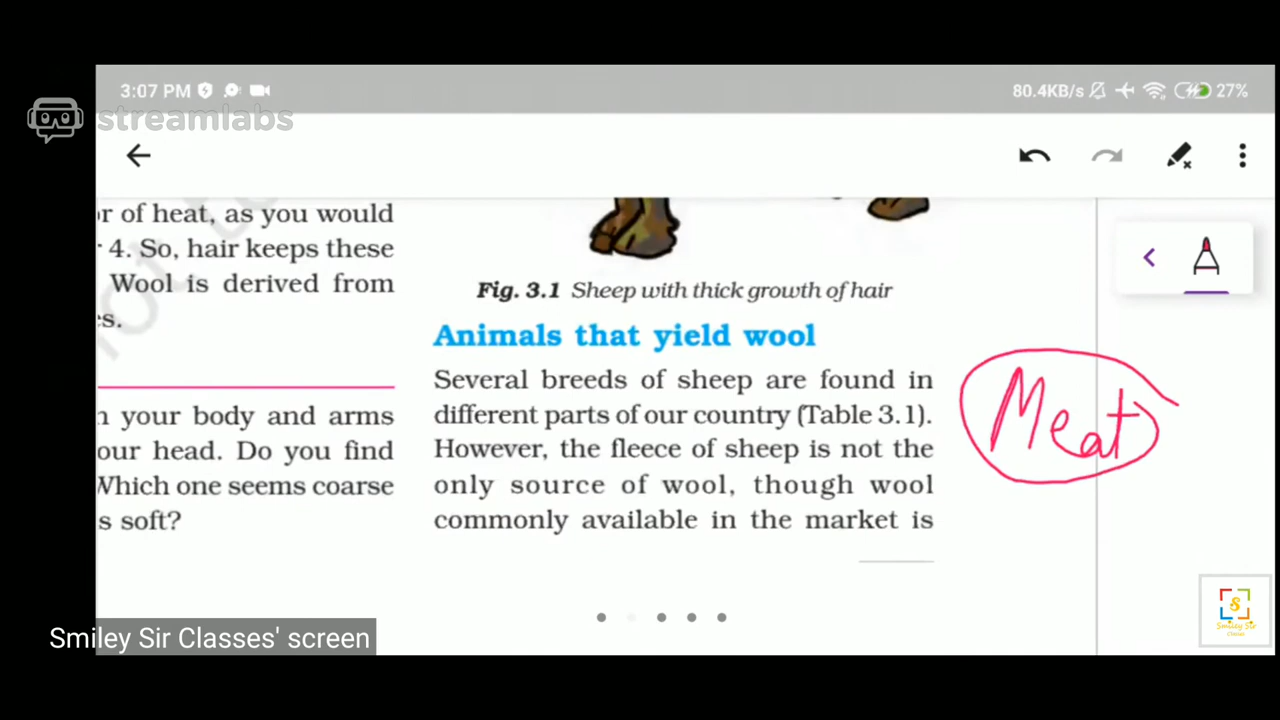 3:07 PM
80.4KB/s 27%
streamlabs
r of heat, as you would
4. So, hair keeps these
Wool is derived from
es.
n your body and arms
our head. Do you find
Which one seems coarse
s soft?
Fig. 3.1 Sheep with thick growth of hair
Animals that yield wool
Several breeds of sheep are found in
different parts of our country (Table 3.1).
However, the fleece of sheep is not the
only source of wool, though wool
commonly available in the market is
Meat
Smiley Sir Classes' screen
S
Smiley Sir
Classes